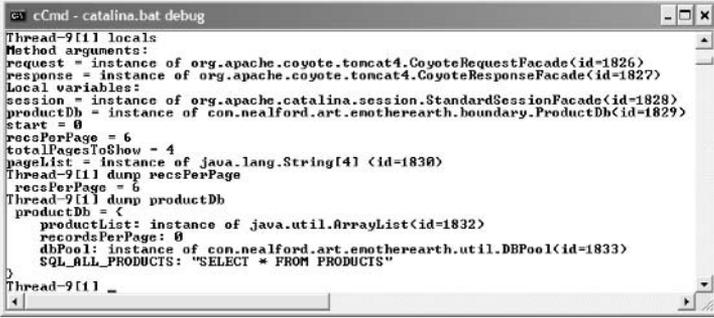 cCmd - catalina.bat debug
Thread-9[1] locals
Method arguments:
request = instance of org.apache.coyote.tomcat4.CoyoteRequestFacade(id=1826)
response = instance of org.apache.coyote.tomcat4.CoyoteResponseFacade(id=1827)
Local variables:
session = instance of org.apache.catalina.session.StandardSessionFacade(id=1828)
productDb = instance of com.nealford.art.emotherearth.boundary.ProductDb(id=1829)
start = 0
recsPerPage = 6
totalPagesToShow = 4
pageList = instance of java.lang.String[4] (id=1830)
Thread-9[1] dump recsPerPage
recsPerPage = 6
Thread-9[1] dump productDb
productDb = {
productList: instance of java.util.ArrayList(id=1832)
recordsPerPage: 0
dbPool: instance of com.nealford.art.emotherearth.util.DBPool(id=1833)
SQL_ALL_PRODUCTS: "SELECT * FROM PRODUCTS"
}
Thread-9[1] _